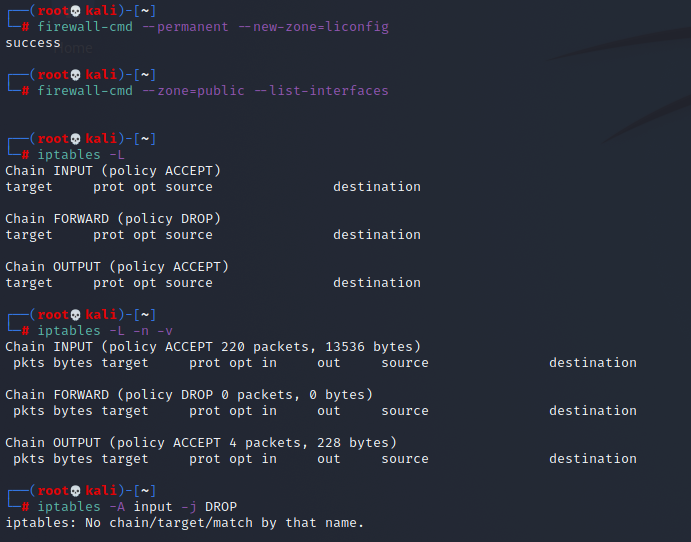 ┌──(root💀kali)-[~]
└─# firewall-cmd --permanent --new-zone=liconfig
success
┌──(root💀kali)-[~]
└─# firewall-cmd --zone=public --list-interfaces
┌──(root💀kali)-[~]
└─# iptables -L
Chain INPUT (policy ACCEPT)
target     prot opt source               destination
Chain FORWARD (policy DROP)
target     prot opt source               destination
Chain OUTPUT (policy ACCEPT)
target     prot opt source               destination
┌──(root💀kali)-[~]
└─# iptables -L -n -v
Chain INPUT (policy ACCEPT 220 packets, 13536 bytes)
 pkts bytes target     prot opt in     out     source               destination
Chain FORWARD (policy DROP 0 packets, 0 bytes)
 pkts bytes target     prot opt in     out     source               destination
Chain OUTPUT (policy ACCEPT 4 packets, 228 bytes)
 pkts bytes target     prot opt in     out     source               destination
┌──(root💀kali)-[~]
└─# iptables -A input -j DROP
iptables: No chain/target/match by that name.